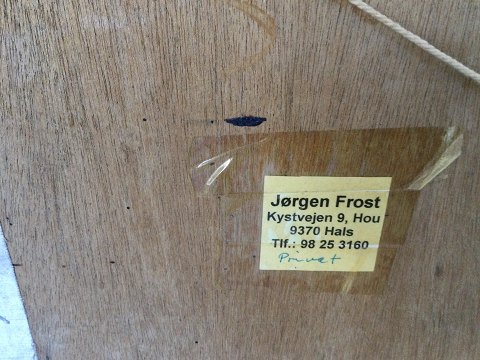 Jørgen Frost
Kystvejen 9, Hou
9370 Hals
Tlf.: 98 25 3160
Privat